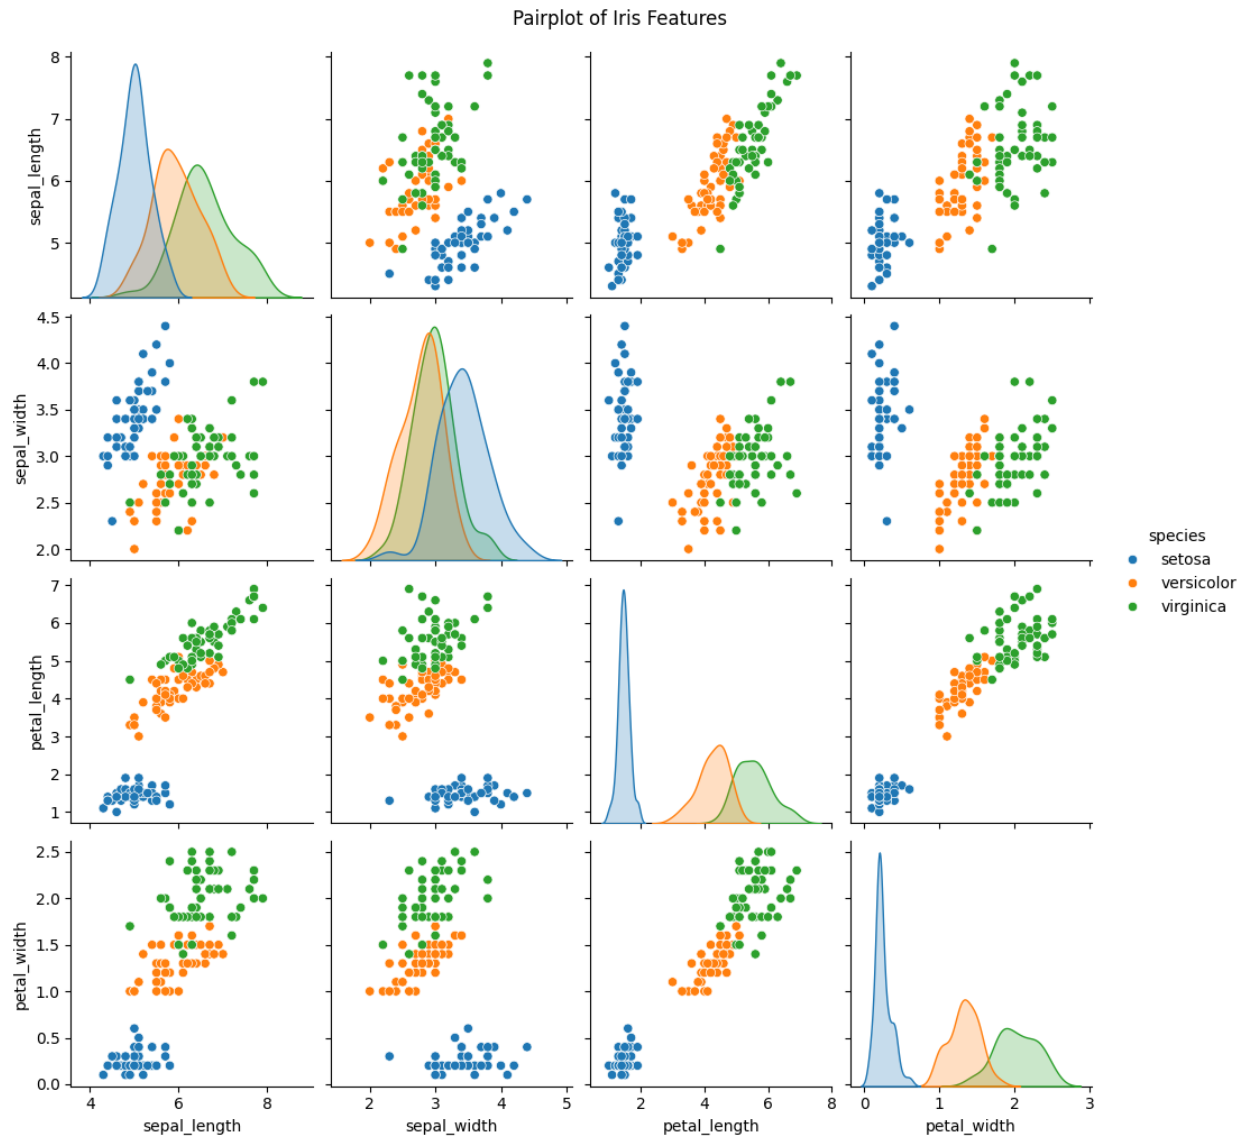 Pairplot of Iris Features
8
7
6
5
sepal_length
4.5
4.0
3.5
3.0
2.5
2.0
sepal_width
species
setosa
versicolor
virginica
7
6
5
4
3
2
1
petal_length
2.5
2.0
1.5
1.0
0.5
0.0
petal_width
4 6 8 2 3 4 5 2 4 6 8 0 1 2 3
sepal_length sepal_width petal_length petal_width